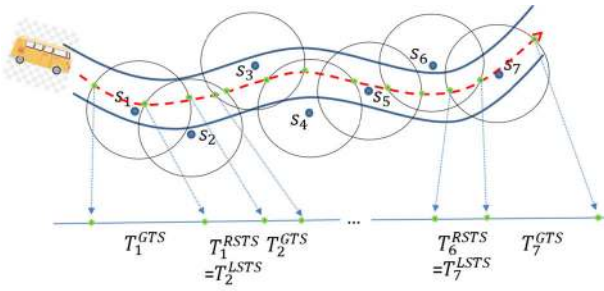 S₃
S₆
S₇
S₁
S₅
S₂
S₄
...
T₁^GTS T₁^RSTS T₂^GTS T₆^RSTS T₇^GTS
=T₂^LSTS =T₇^LSTS